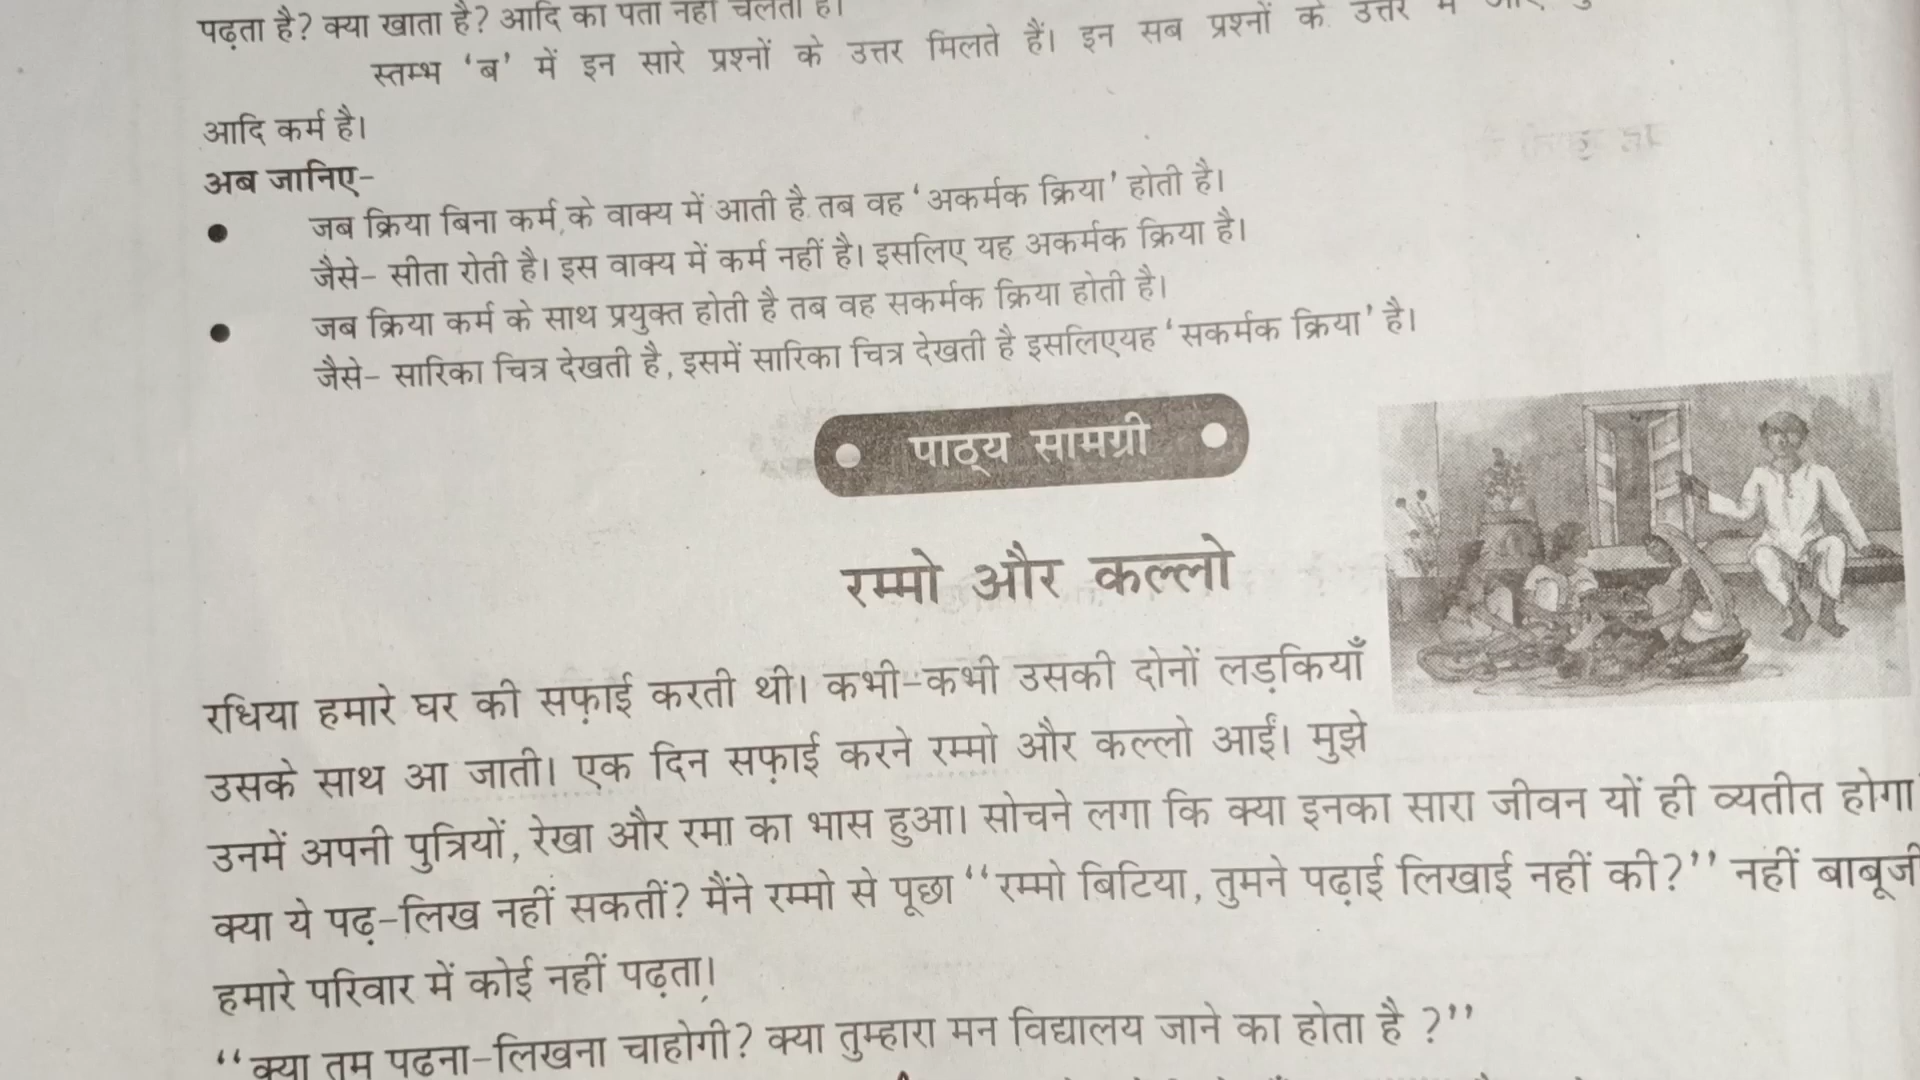 पढ़ता है? क्या खाता है? आदि का पता नहीं चलता है।
स्तम्भ ‘ब’ में इन सारे प्रश्नों के उत्तर मिलते हैं। इन सब प्रश्नों के उत्तर में
आदि कर्म है।
अब जानिए-
● जब क्रिया बिना कर्म के वाक्य में आती है तब वह ‘अकर्मक क्रिया’ होती है।
जैसे- सीता रोती है। इस वाक्य में कर्म नहीं है। इसलिए यह अकर्मक क्रिया है।
● जब क्रिया कर्म के साथ प्रयुक्त होती है तब वह सकर्मक क्रिया होती है।
जैसे- सारिका चित्र देखती है, इसमें सारिका चित्र देखती है इसलिएयह ‘सकर्मक क्रिया’ है।
पाठ्य सामग्री
रम्मो और कल्लो
रधिया हमारे घर की सफ़ाई करती थी। कभी-कभी उसकी दोनों लड़कियाँ
उसके साथ आ जाती। एक दिन सफ़ाई करने रम्मो और कल्लो आईं। मुझे
उनमें अपनी पुत्रियों, रेखा और रमा का भास हुआ। सोचने लगा कि क्या इनका सारा जीवन यों ही व्यतीत होगा
क्या ये पढ़-लिख नहीं सकतीं? मैंने रम्मो से पूछा “रम्मो बिटिया, तुमने पढ़ाई लिखाई नहीं की?” नहीं बाबूजी
हमारे परिवार में कोई नहीं पढ़ता।
“क्या तुम पढना-लिखना चाहोगी? क्या तुम्हारा मन विद्यालय जाने का होता है ?”